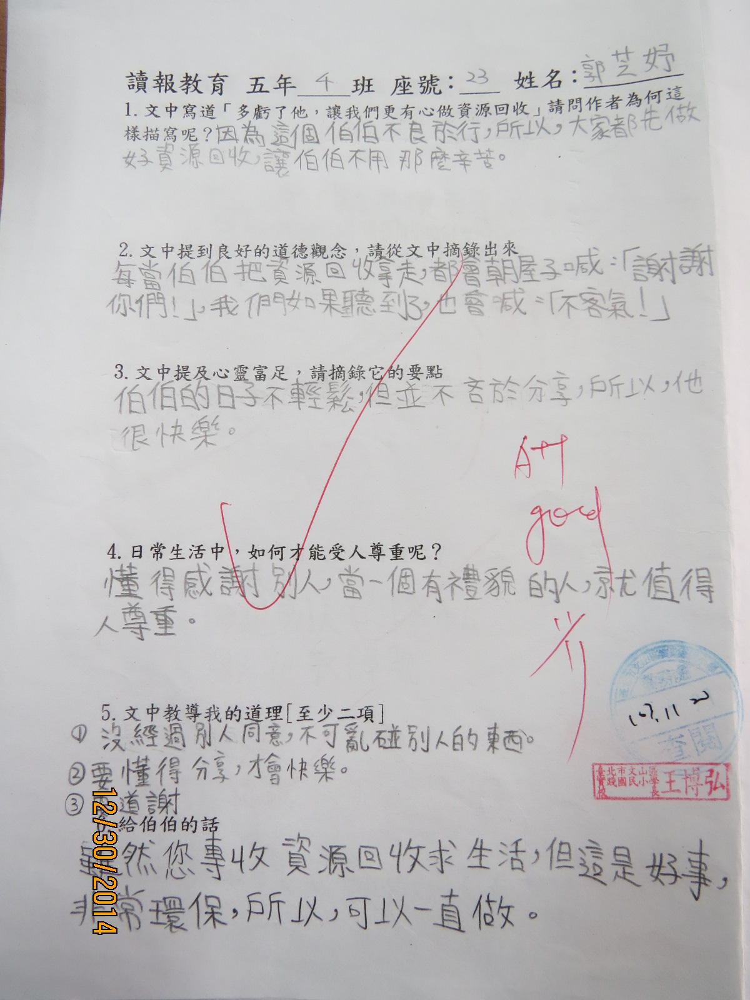 讀報教育 五年 4 班 座號：23 姓名：郭芝妤
1. 文中寫道「多虧了他，讓我們更有心做資源回收」請問作者為何這
樣描寫呢？因為這個伯伯不良於行，所以，大家都先做
好資源回收，讓伯伯不用那麼辛苦。
2. 文中提到良好的道德觀念，請從文中摘錄出來
每當伯伯把資源回收拿走，都會朝屋子喊：「謝謝
你們！」，我們如果聽到了，也會喊：「不客氣！」
3. 文中提及心靈富足，請摘錄它的要點
伯伯的日子不輕鬆，但並不吝於分享，所以，他
很快樂。
A++
good
4. 日常生活中，如何才能受人尊重呢？
懂得感謝別人，當一個有禮貌的人，就值得
人尊重。
5. 文中教導我的道理[至少二項]
① 沒經過別人同意，不可亂碰別人的東西。
② 要懂得分享，才會快樂。
③ 要道謝
6. 給伯伯的話
雖然您專收資源回收求生活，但這是好事，
非常環保，所以，可以一直做。
查閱
臺北市文山區
實踐國民小學
校長
王博弘
12/30/2014